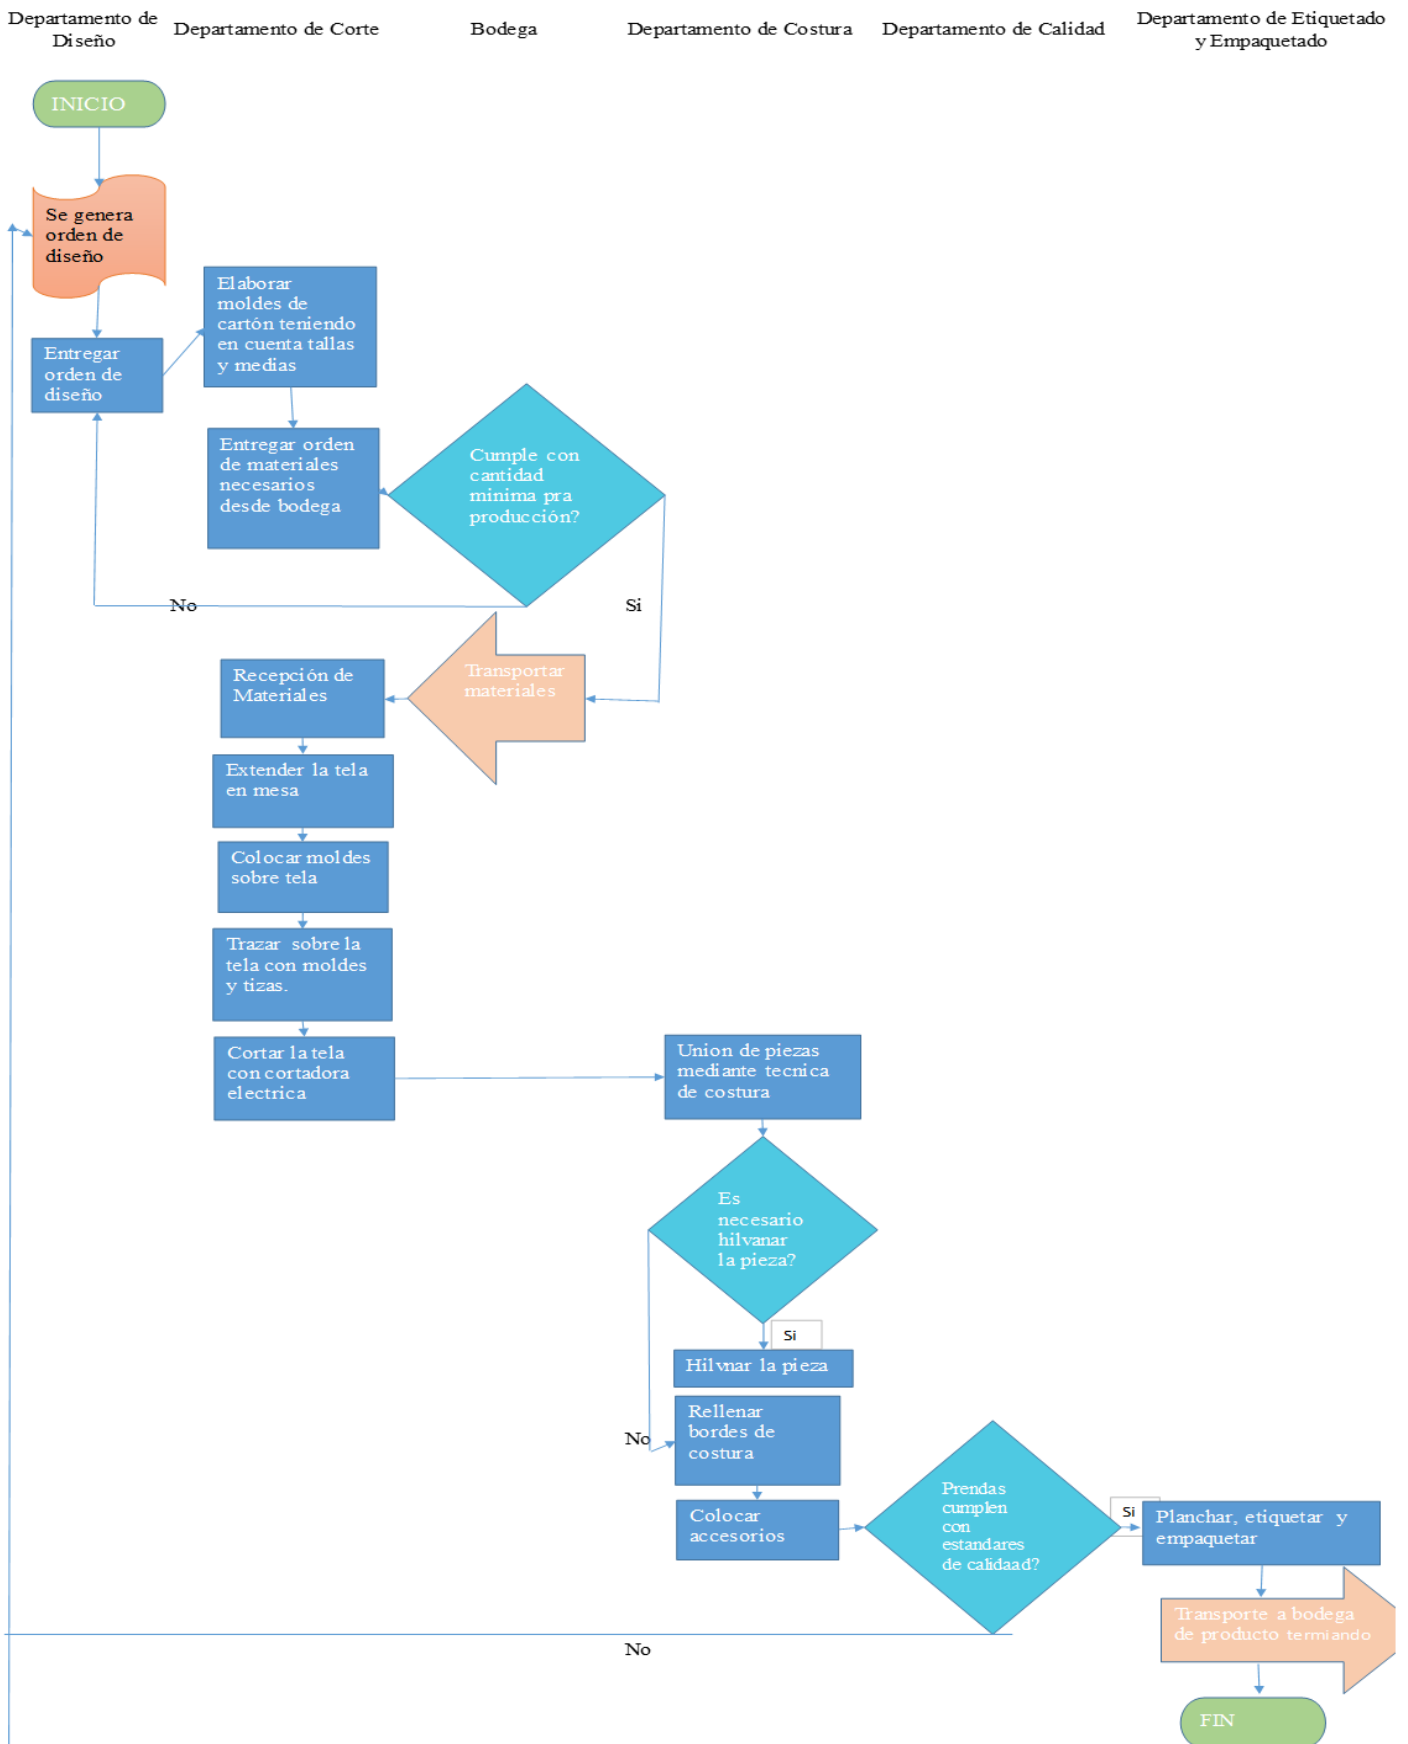 Departamento de
Diseño
Departamento de Corte
Bodega
Departamento de Costura
Departamento de Calidad
Departamento de Etiquetado
y Empaquetado
INICIO
Se genera
orden de
diseño
Entregar
orden de
diseño
Elaborar
moldes de
cartón teniendo
en cuenta tallas
y medias
Entregar orden
de materiales
necesarios
desde bodega
Cumple con
cantidad
minima pra
producción?
No
Si
Transportar
materiales
Recepción de
Materiales
Extender la tela
en mesa
Colocar moldes
sobre tela
Trazar sobre la
tela con moldes
y tizas.
Cortar la tela
con cortadora
electrica
Union de piezas
mediante tecnica
de costura
Es
necesario
hilvanar
la pieza?
Si
Hilvnar la pieza
No
Rellenar
bordes de
costura
Colocar
accesorios
Prendas
cumplen
con
estandares
de calidaad?
Si
No
Planchar, etiquetar y
empaquetar
Transporte a bodega
de producto termiando
FIN